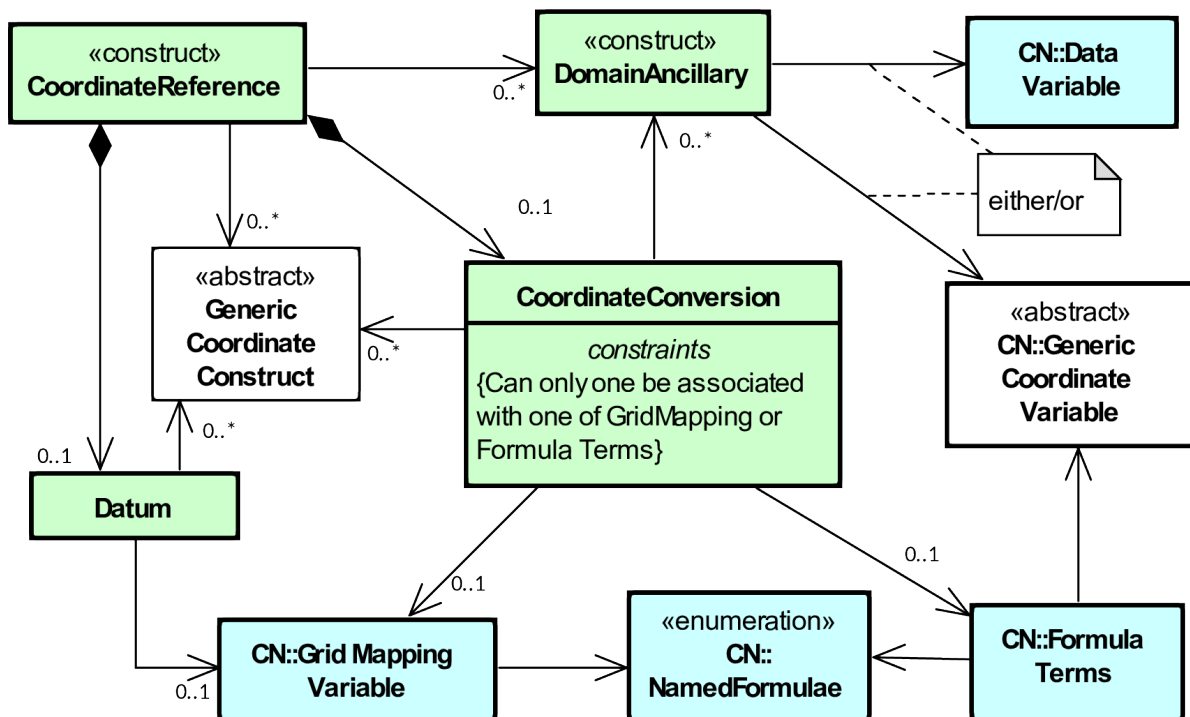 «construct»
CoordinateReference
0..*
«construct»
DomainAncillary
CN::Data
Variable
0..*
either/or
0..1
0..*
«abstract»
Generic
Coordinate
Construct
0..*
0..*
0..1
Datum
CoordinateConversion
constraints
{Can only one be associated
with one of GridMapping or
Formula Terms}
«abstract»
CN::Generic
Coordinate
Variable
0..1
0..1
0..1
CN::Grid Mapping
Variable
«enumeration»
CN::
NamedFormulae
CN::Formula
Terms